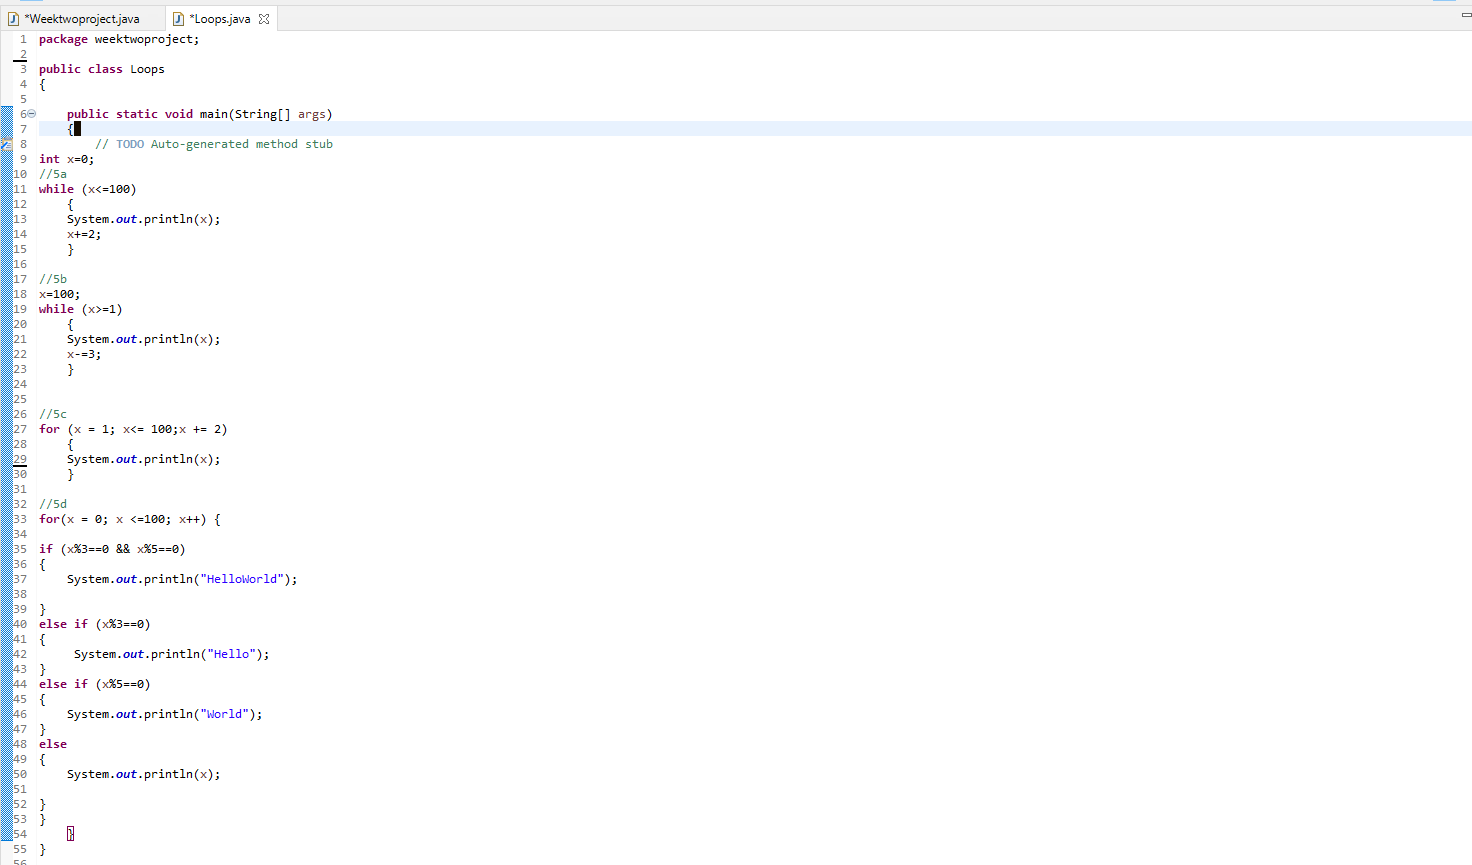 *Weektwoproject.java *Loops.java
1 package weektwoproject;
2
3 public class Loops
4 {
5
6 public static void main(String[] args)
7 {
8 // TODO Auto-generated method stub
9 int x=0;
10 //5a
11 while (x<=100)
12 {
13 System.out.println(x);
14 x+=2;
15 }
16
17 //5b
18 x=100;
19 while (x>=1)
20 {
21 System.out.println(x);
22 x-=3;
23 }
24
25
26 //5c
27 for (x = 1; x<= 100;x += 2)
28 {
29 System.out.println(x);
30 }
31
32 //5d
33 for(x = 0; x <=100; x++) {
34
35 if (x%3==0 && x%5==0)
36 {
37 System.out.println("HelloWorld");
38
39 }
40 else if (x%3==0)
41 {
42 System.out.println("Hello");
43 }
44 else if (x%5==0)
45 {
46 System.out.println("World");
47 }
48 else
49 {
50 System.out.println(x);
51
52 }
53 }
54 }
55 }
56